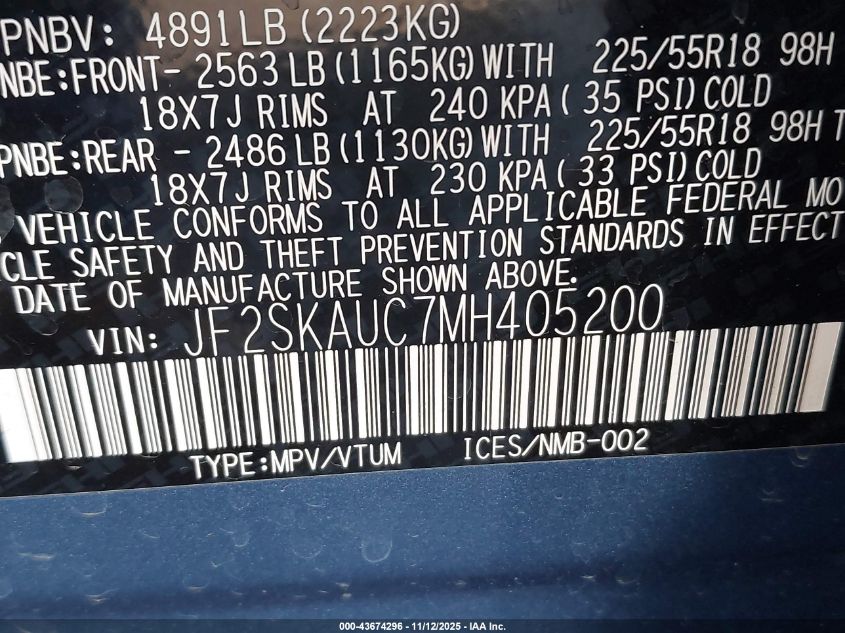 PNBV: 4891LB (2223KG)
NBE:FRONT- 2563 LB (1165KG) WITH 225/55R18 98H
18X7J RIMS AT 240 KPA ( 35 PSI) COLD
PNBE:REAR - 2486 LB (1130KG) WITH 225/55R18 98H T
18X7J RIMS AT 230 KPA ( 33 PSI) COLD
VEHICLE CONFORMS TO ALL APPLICABLE FEDERAL MO
CLE SAFETY AND THEFT PREVENTION STANDARDS IN EFFECT
DATE OF MANUFACTURE SHOWN ABOVE.
VIN: JF2SKAUC7MH405200
TYPE:MPV/VTUM ICES/NMB-002
000-43674296 - 11/12/2025 - IAA Inc.